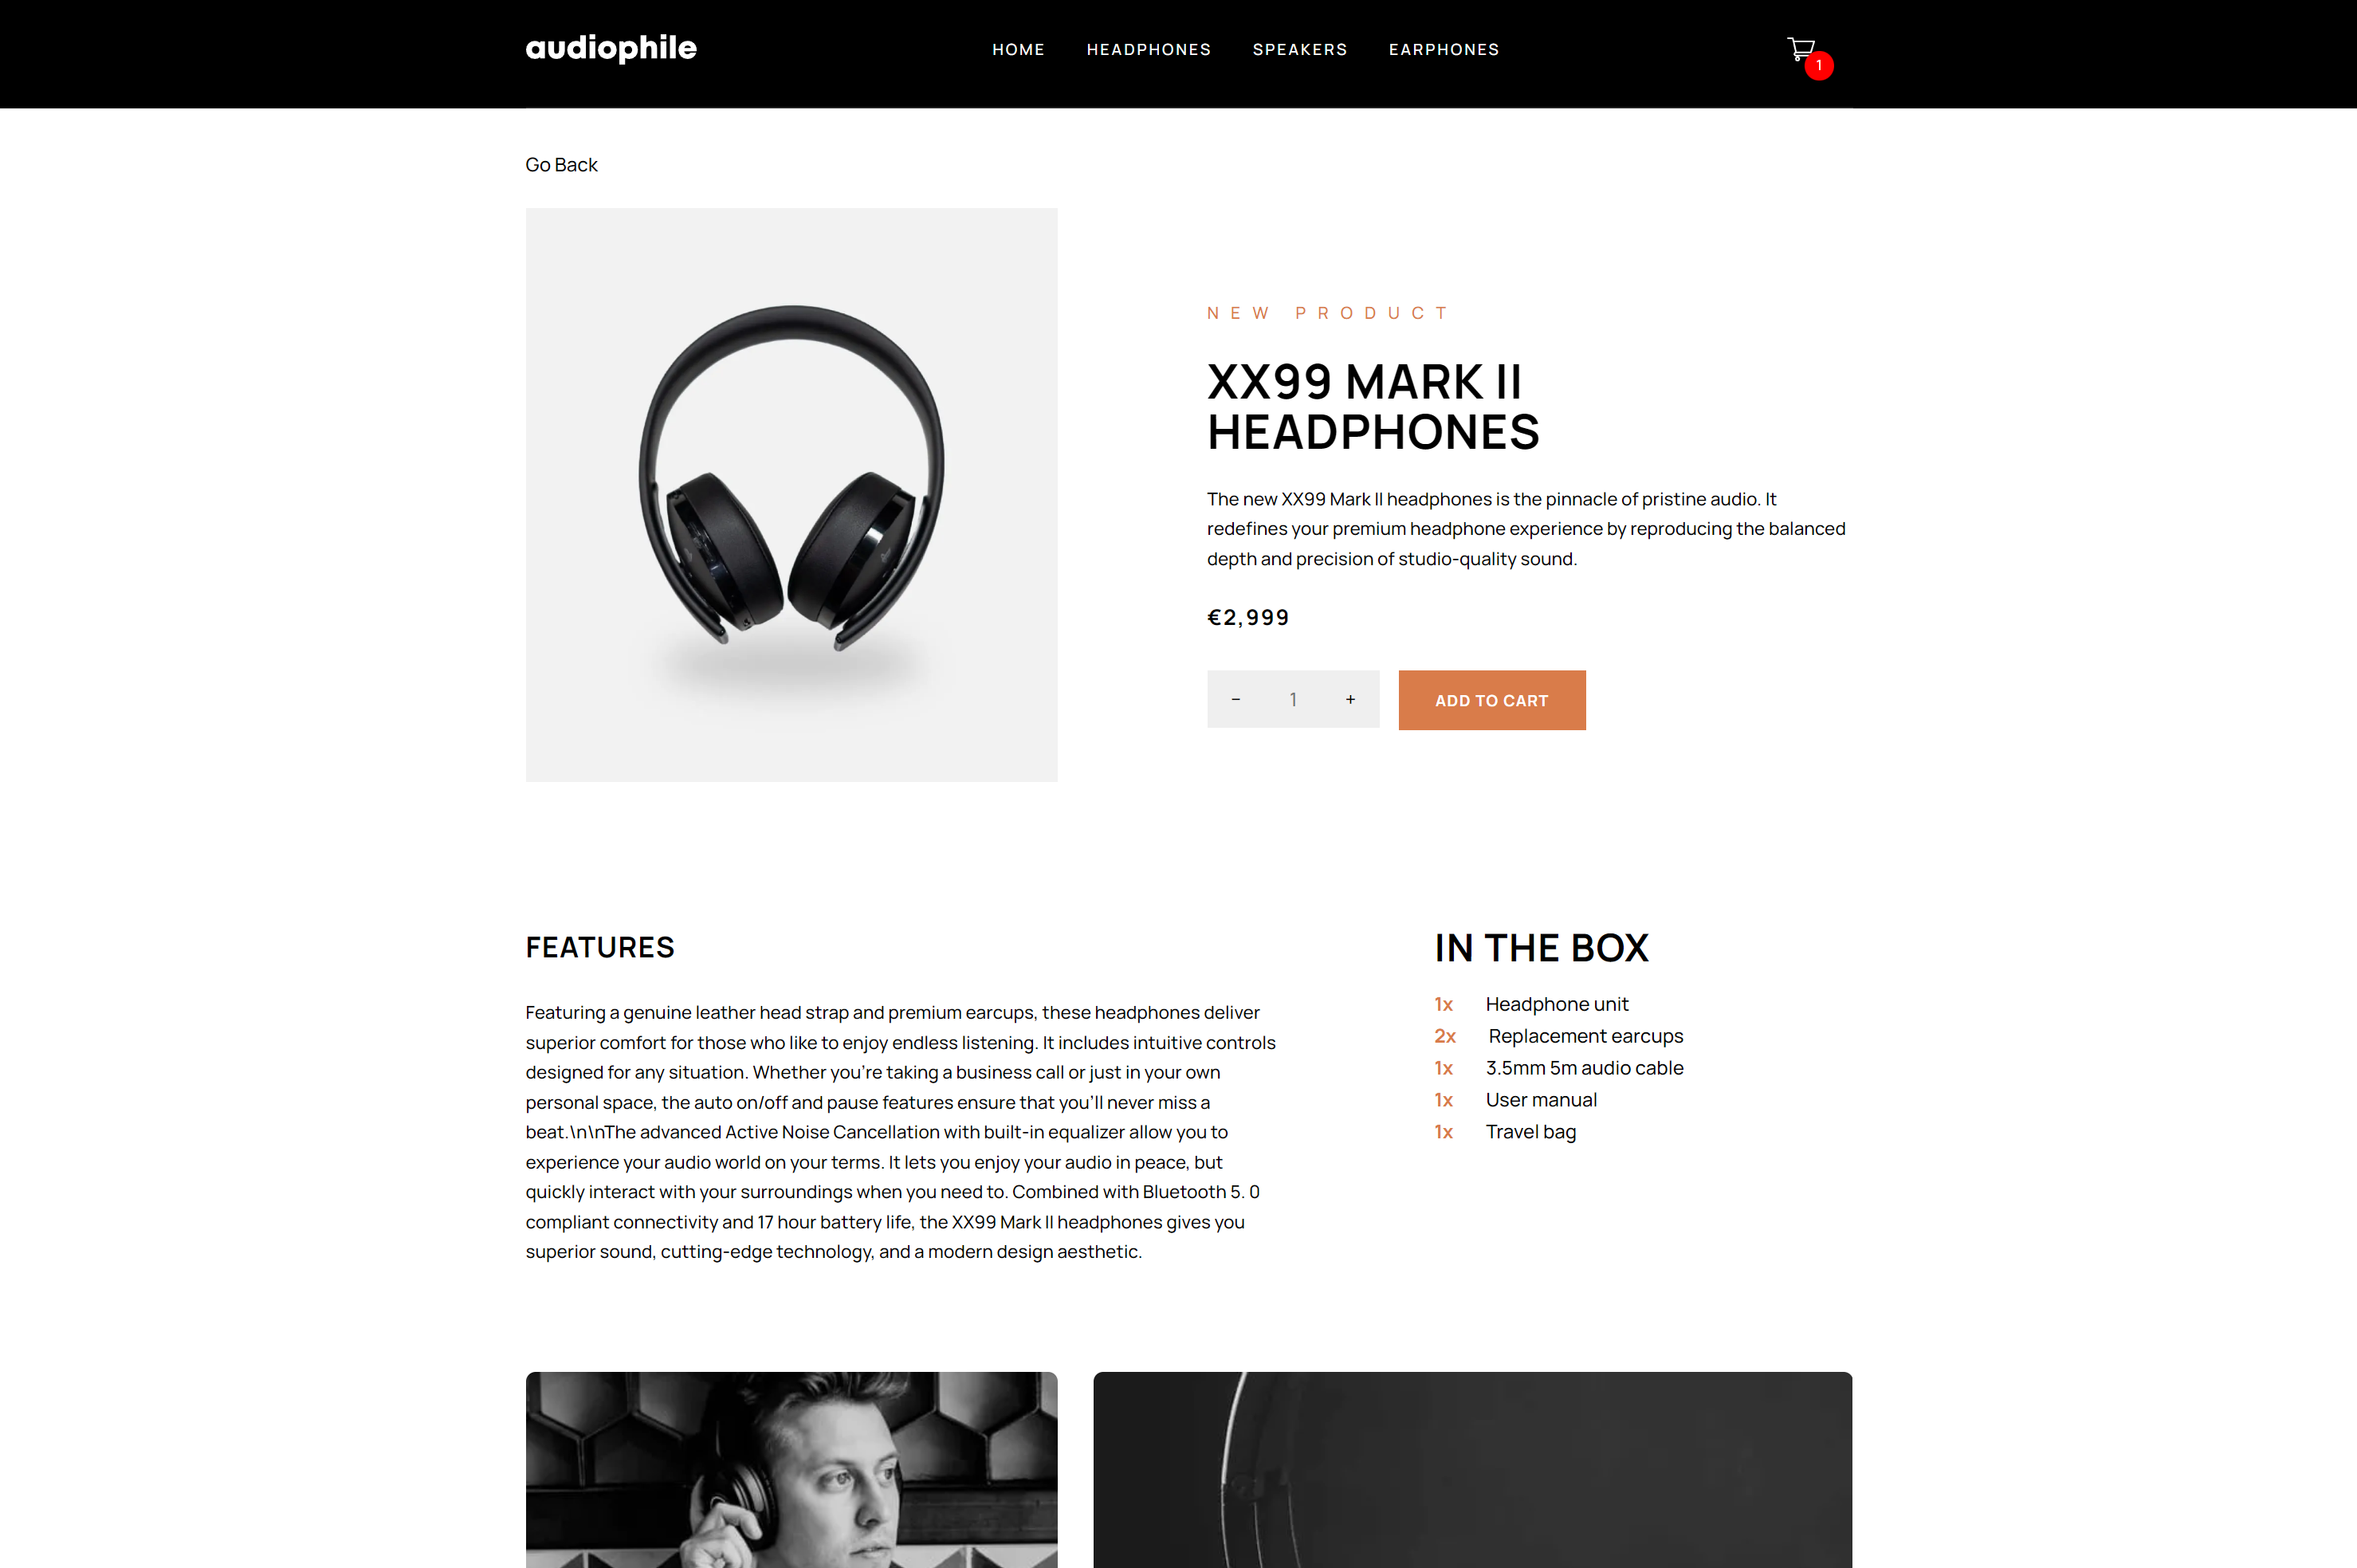 audiophile
HOME HEADPHONES SPEAKERS EARPHONES
1
Go Back
NEW PRODUCT
XX99 MARK II
HEADPHONES
The new XX99 Mark II headphones is the pinnacle of pristine audio. It
redefines your premium headphone experience by reproducing the balanced
depth and precision of studio-quality sound.
€2,999
− 1 +
ADD TO CART
FEATURES
Featuring a genuine leather head strap and premium earcups, these headphones deliver
superior comfort for those who like to enjoy endless listening. It includes intuitive controls
designed for any situation. Whether you’re taking a business call or just in your own
personal space, the auto on/off and pause features ensure that you’ll never miss a
beat.\n\nThe advanced Active Noise Cancellation with built-in equalizer allow you to
experience your audio world on your terms. It lets you enjoy your audio in peace, but
quickly interact with your surroundings when you need to. Combined with Bluetooth 5. 0
compliant connectivity and 17 hour battery life, the XX99 Mark II headphones gives you
superior sound, cutting-edge technology, and a modern design aesthetic.
IN THE BOX
1x Headphone unit
2x Replacement earcups
1x 3.5mm 5m audio cable
1x User manual
1x Travel bag